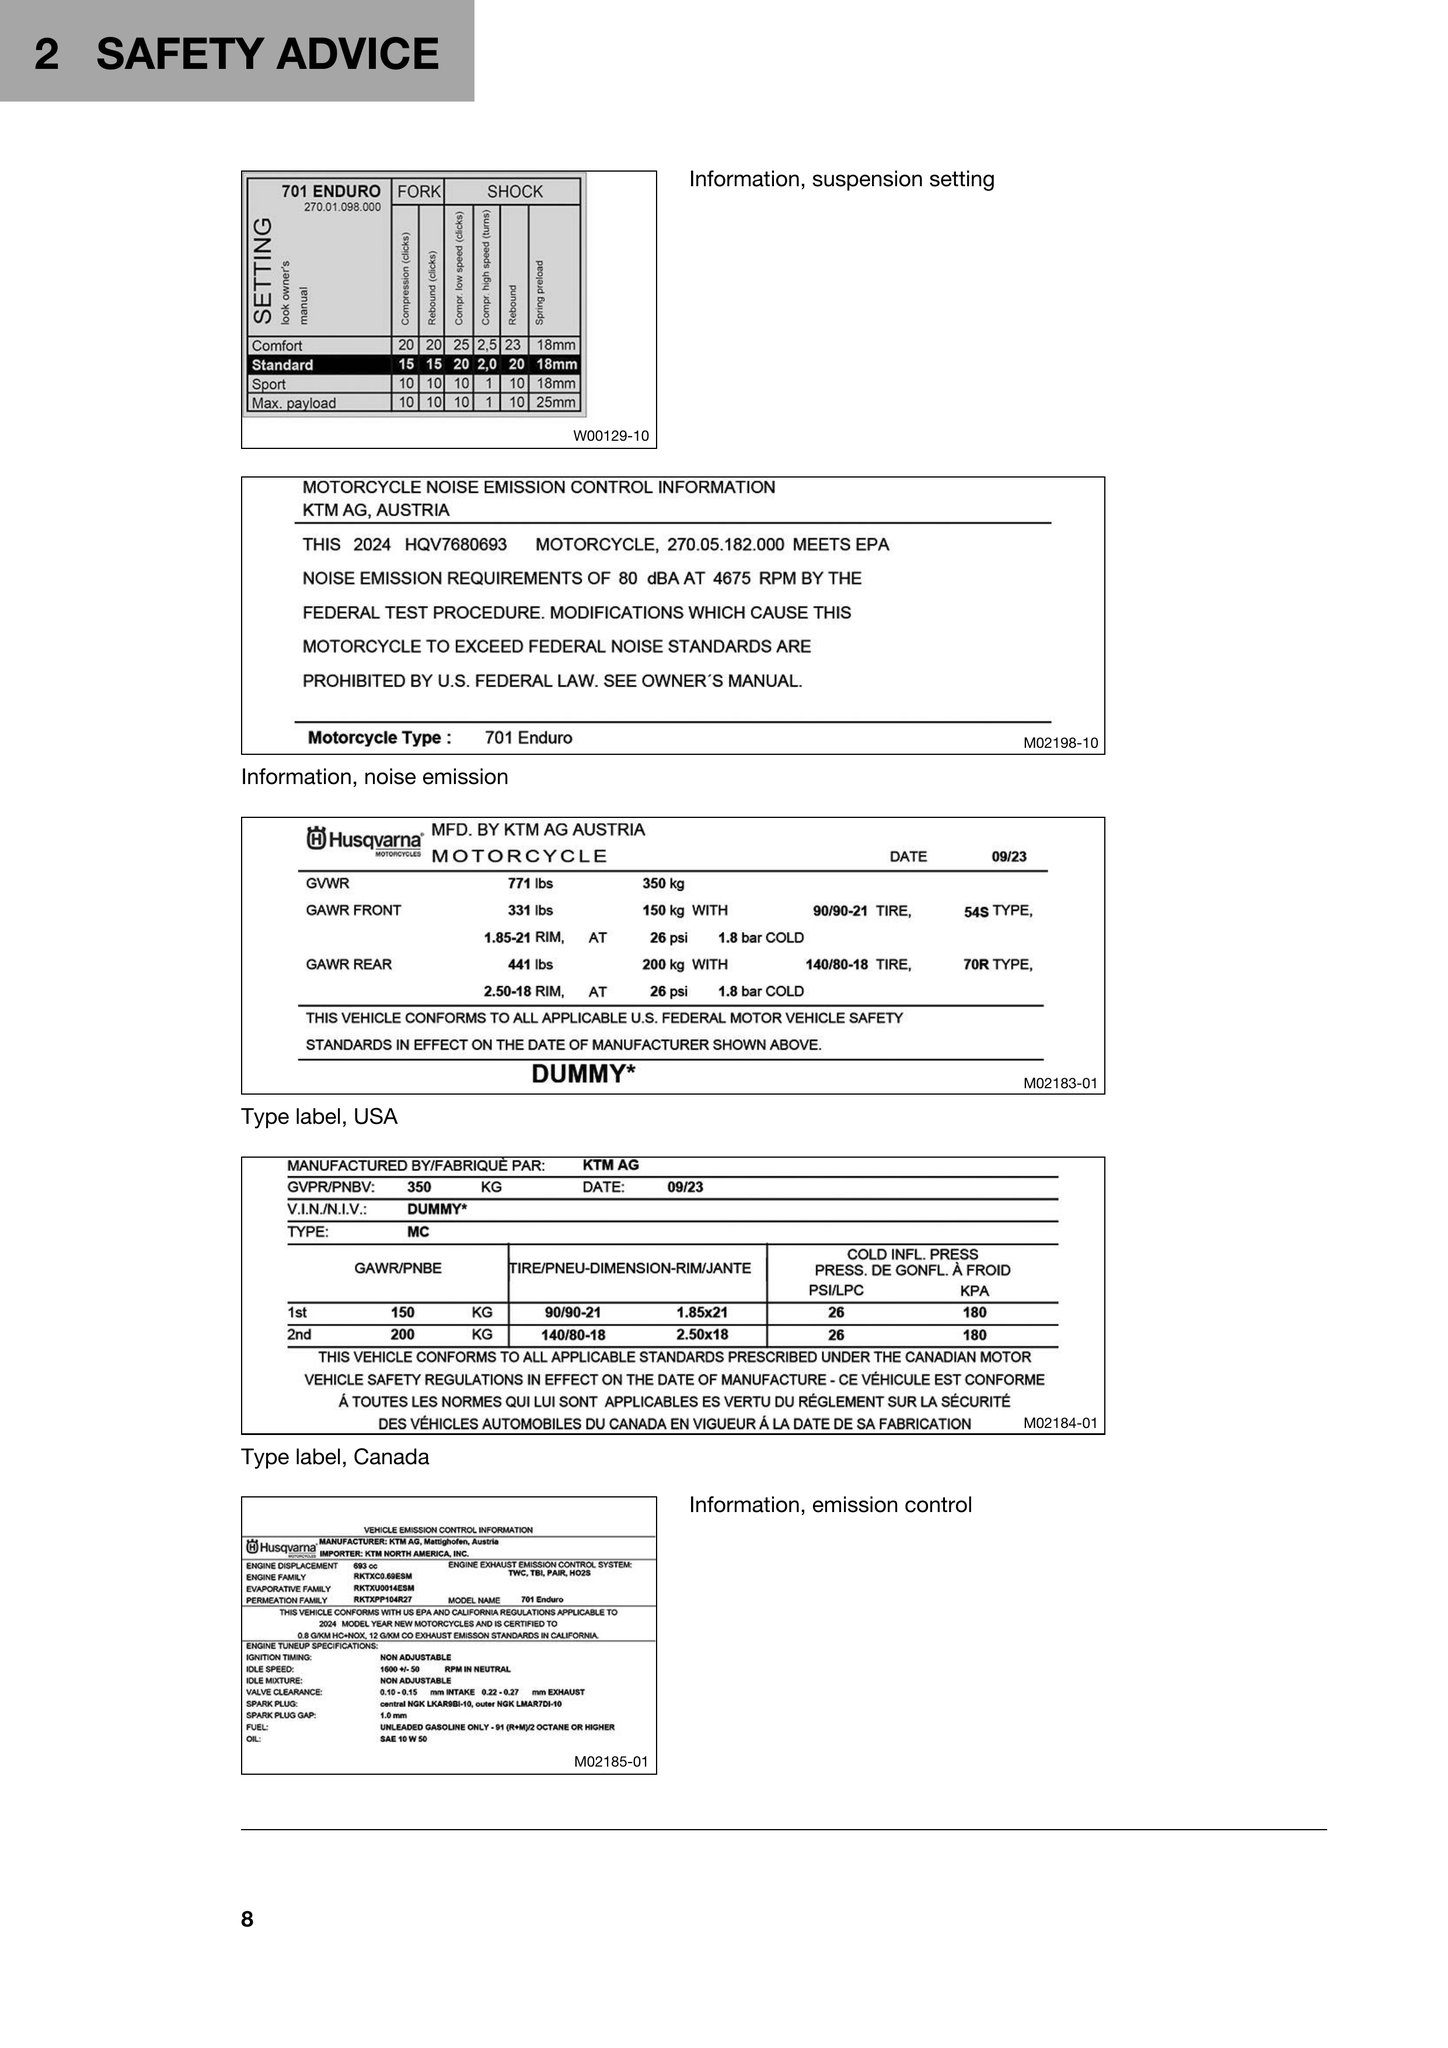 2 SAFETY ADVICE
701 ENDURO
270.01.098.000
FORK SHOCK
SETTING
look owner's
manual
Compression (clicks)
Rebound (clicks)
Compr. low speed (clicks)
Compr. high speed (turns)
Rebound
Spring preload
Comfort 20 20 25 2,5 23 18mm
Standard 15 15 20 2,0 20 18mm
Sport 10 10 10 1 10 18mm
Max. payload 10 10 10 1 10 25mm
W00129-10
Information, suspension setting
MOTORCYCLE NOISE EMISSION CONTROL INFORMATION
KTM AG, AUSTRIA
THIS 2024 HQV7680693 MOTORCYCLE, 270.05.182.000 MEETS EPA
NOISE EMISSION REQUIREMENTS OF 80 dBA AT 4675 RPM BY THE
FEDERAL TEST PROCEDURE. MODIFICATIONS WHICH CAUSE THIS
MOTORCYCLE TO EXCEED FEDERAL NOISE STANDARDS ARE
PROHIBITED BY U.S. FEDERAL LAW. SEE OWNER´S MANUAL.
Motorcycle Type : 701 Enduro
M02198-10
Information, noise emission
Husqvarna MOTORCYCLES
MFD. BY KTM AG AUSTRIA
MOTORCYCLE DATE 09/23
GVWR 771 lbs 350 kg
GAWR FRONT 331 lbs 150 kg WITH 90/90-21 TIRE, 54S TYPE,
1.85-21 RIM, AT 26 psi 1.8 bar COLD
GAWR REAR 441 lbs 200 kg WITH 140/80-18 TIRE, 70R TYPE,
2.50-18 RIM, AT 26 psi 1.8 bar COLD
THIS VEHICLE CONFORMS TO ALL APPLICABLE U.S. FEDERAL MOTOR VEHICLE SAFETY
STANDARDS IN EFFECT ON THE DATE OF MANUFACTURER SHOWN ABOVE.
DUMMY*
M02183-01
Type label, USA
MANUFACTURED BY/FABRIQUÈ PAR: KTM AG
GVPR/PNBV: 350 KG DATE: 09/23
V.I.N./N.I.V.: DUMMY*
TYPE: MC
GAWR/PNBE TIRE/PNEU-DIMENSION-RIM/JANTE COLD INFL. PRESS
PRESS. DE GONFL. À FROID
PSI/LPC KPA
1st 150 KG 90/90-21 1.85x21 26 180
2nd 200 KG 140/80-18 2.50x18 26 180
THIS VEHICLE CONFORMS TO ALL APPLICABLE STANDARDS PRESCRIBED UNDER THE CANADIAN MOTOR
VEHICLE SAFETY REGULATIONS IN EFFECT ON THE DATE OF MANUFACTURE - CE VÉHICULE EST CONFORME
Á TOUTES LES NORMES QUI LUI SONT APPLICABLES ES VERTU DU RÉGLEMENT SUR LA SÉCURITÉ
DES VÉHICLES AUTOMOBILES DU CANADA EN VIGUEUR Á LA DATE DE SA FABRICATION
M02184-01
Type label, Canada
VEHICLE EMISSION CONTROL INFORMATION
Husqvarna MOTORCYCLES
MANUFACTURER: KTM AG, Mattighofen, Austria
IMPORTER: KTM NORTH AMERICA, INC.
ENGINE DISPLACEMENT 693 cc ENGINE EXHAUST EMISSION CONTROL SYSTEM:
ENGINE FAMILY RKTXC0.69ESM TWC, TBI, PAIR, HO2S
EVAPORATIVE FAMILY RKTXU0014ESM
PERMEATION FAMILY RKTXPP104R27 MODEL NAME 701 Enduro
THIS VEHICLE CONFORMS WITH US EPA AND CALIFORNIA REGULATIONS APPLICABLE TO
2024 MODEL YEAR NEW MOTORCYCLES AND IS CERTIFIED TO
0.8 G/KM HC+NOX, 12 G/KM CO EXHAUST EMISSON STANDARDS IN CALIFORNIA.
ENGINE TUNEUP SPECIFICATIONS:
IGNITION TIMING: NON ADJUSTABLE
IDLE SPEED: 1600 +/- 50 RPM IN NEUTRAL
IDLE MIXTURE: NON ADJUSTABLE
VALVE CLEARANCE: 0.10 - 0.15 mm INTAKE 0.22 - 0.27 mm EXHAUST
SPARK PLUG: central NGK LKAR9BI-10, outer NGK LMAR7DI-10
SPARK PLUG GAP: 1.0 mm
FUEL: UNLEADED GASOLINE ONLY - 91 (R+M)/2 OCTANE OR HIGHER
OIL: SAE 10 W 50
M02185-01
Information, emission control
8